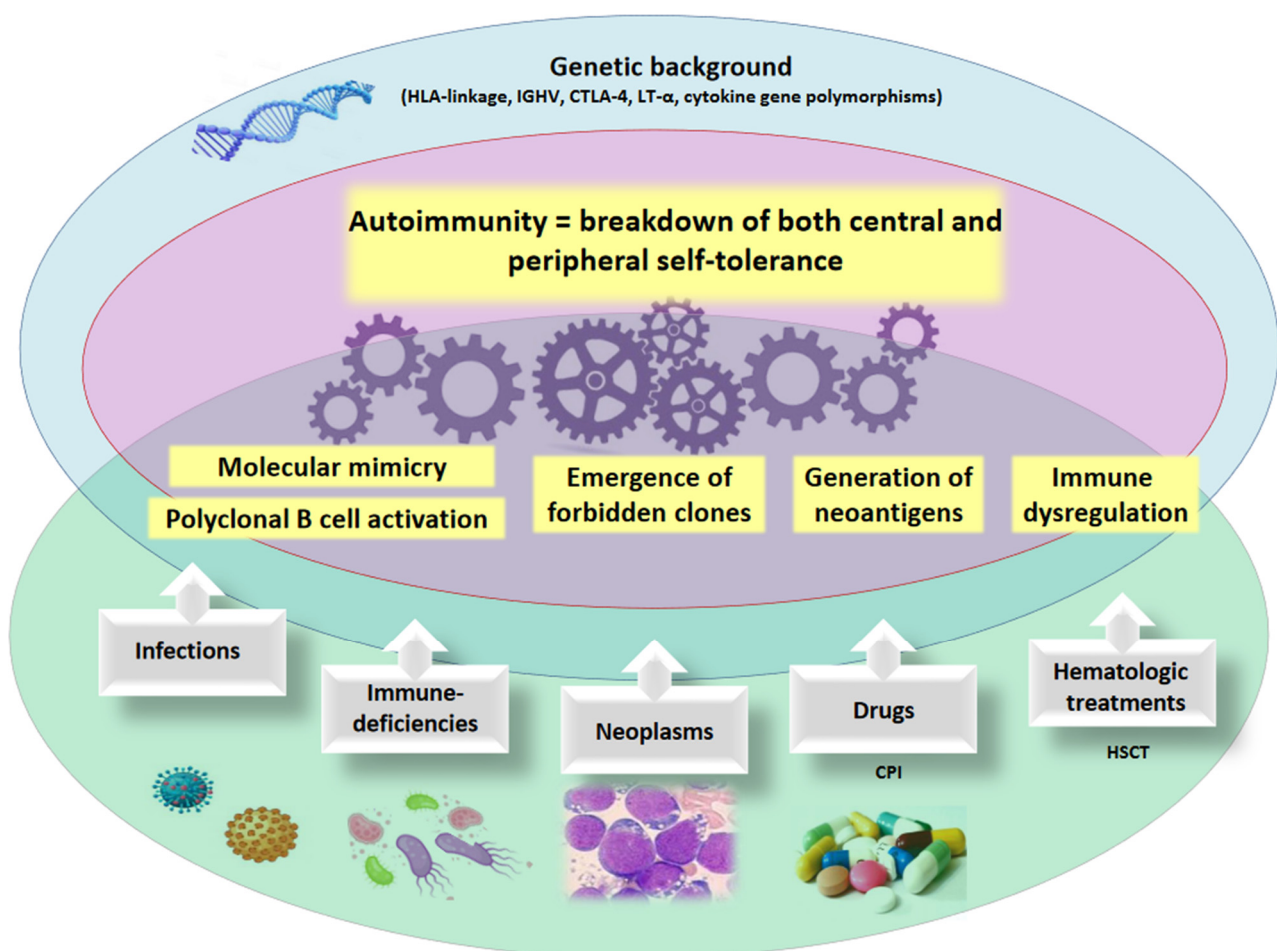 Genetic background
(HLA-linkage, IGHV, CTLA-4, LT-α, cytokine gene polymorphisms)
Autoimmunity = breakdown of both central and
peripheral self-tolerance
Molecular mimicry
Polyclonal B cell activation
Emergence of
forbidden clones
Generation of
neoantigens
Immune
dysregulation
Infections
Immune-
deficiencies
Neoplasms
Drugs
CPI
Hematologic
treatments
HSCT